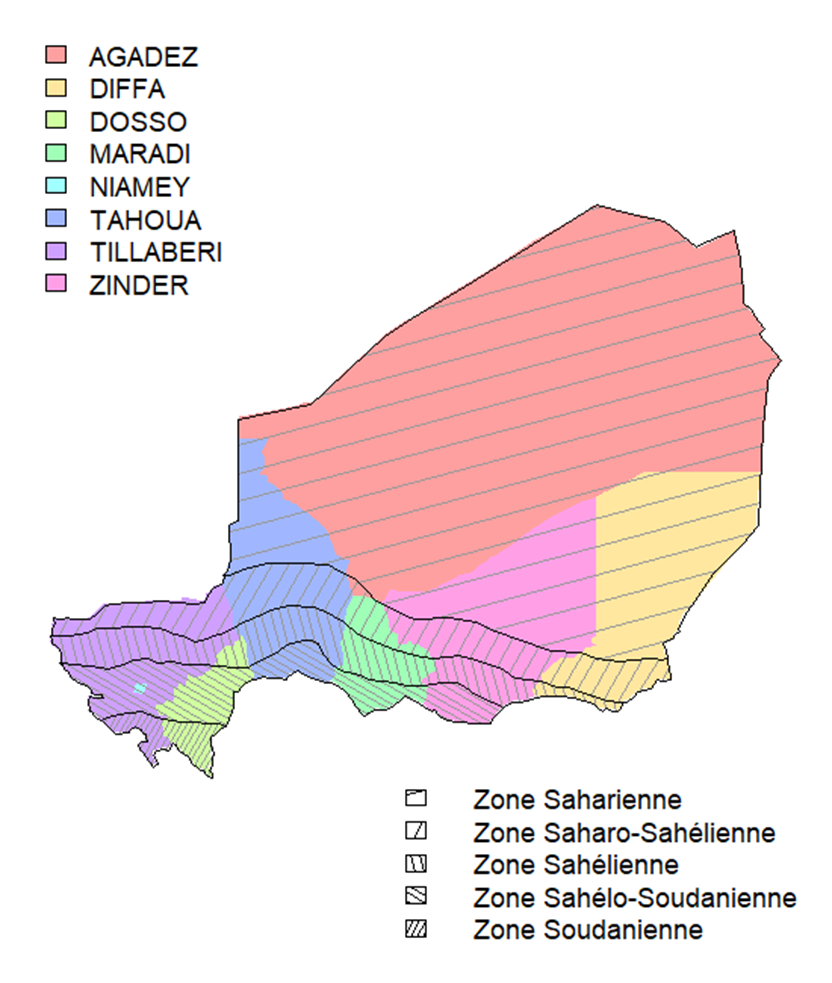 AGADEZ
DIFFA
DOSSO
MARADI
NIAMEY
TAHOUA
TILLABERI
ZINDER
Zone Saharienne
Zone Saharo-Sahélienne
Zone Sahélienne
Zone Sahélo-Soudanienne
Zone Soudanienne